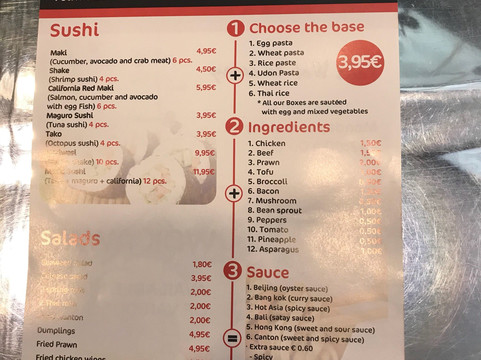 Sushi
Maki 4,95€
(Cucumber, avocado and crab meat) 6 pcs.
Shake 4,50€
(Shrimp sushi) 4 pcs.
California Red Maki 5,95€
(Salmon, cucumber and avocado
with egg Fish) 6 pcs.
Maguro Sushi 3,95€
(Tuna sushi) 4 pcs.
Tako 3,95€
(Octopus sushi) 4 pcs.
9,95€
10 pcs.
11,95€
maguro + california) 12 pcs.
Salads
1,80€
3,95€
2,00€
2,00€
2,00€
Dumplings 4,95€
Fried Prawn 4,95€
Fried chicken wings
1 Choose the base
1. Egg pasta
2. Wheat pasta
3. Rice paste
4. Udon Pasta
5. Wheat rice
6. Thai rice
* All our Boxes are sautéed
with egg and mixed vegetables
3,95€
+
2 Ingredients
1. Chicken 1,50€
2. Beef
3. Prawn
4. Tofu
5. Broccoli
6. Bacon
7. Mushroom
8. Bean sprout 1,00€
9. Peppers 0,50€
10. Tomato
11. Pineapple
12. Asparagus 1,00€
+
3 Sauce
1. Beijing (oyster sauce)
2. Bang kok (curry sauce)
3. Hot Asia (spicy sauce)
4. Bali (satay sauce)
5. Hong Kong (sweet and sour sauce)
6. Canton (sweet and spicy sauce)
· Extra sauce € 0.60
- Spicy
=